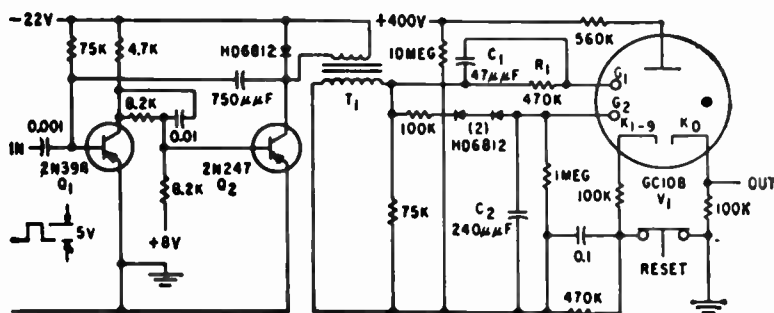 -22V
+400V
75K
4.7K
HD6812
10MEG
560K
C1
47μμF
R1
470K
G1
G2
K1-9
K0
8.2K
0.01
750μμF
T1
100K
(2)
HD6812
0.001
IN
2N398
Q1
2N247
Q2
8.2K
+8V
5V
75K
C2
240μμF
1MEG
0.1
100K
GC10B
V1
OUT
100K
RESET
470K